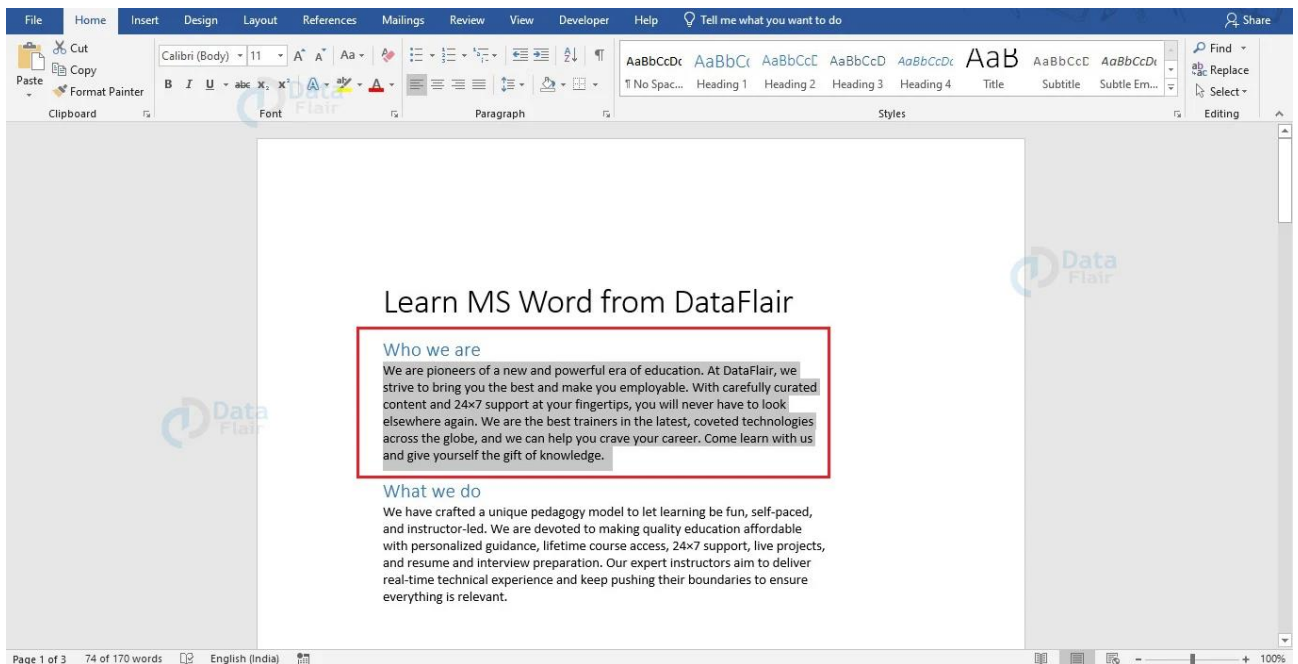 File Home Insert Design Layout References Mailings Review View Developer Help Tell me what you want to do Share
Cut
Copy
Format Painter
Paste
Clipboard
Calibri (Body) 11 A A Aa
B I U abc X₂ X² A ab A
Font
Paragraph
AaBbCcDc AaBbCc AaBbCcE AaBbCcD AaBbCcDc AaB AaBbCcE AaBbCcDc
¶ No Spac... Heading 1 Heading 2 Heading 3 Heading 4 Title Subtitle Subtle Em...
Styles
Find
Replace
Select
Editing
Data
Flair
Data
Flair
Learn MS Word from DataFlair
Who we are
We are pioneers of a new and powerful era of education. At DataFlair, we
strive to bring you the best and make you employable. With carefully curated
content and 24×7 support at your fingertips, you will never have to look
elsewhere again. We are the best trainers in the latest, coveted technologies
across the globe, and we can help you crave your career. Come learn with us
and give yourself the gift of knowledge.
Data
Flair
What we do
We have crafted a unique pedagogy model to let learning be fun, self-paced,
and instructor-led. We are devoted to making quality education affordable
with personalized guidance, lifetime course access, 24×7 support, live projects,
and resume and interview preparation. Our expert instructors aim to deliver
real-time technical experience and keep pushing their boundaries to ensure
everything is relevant.
Page 1 of 3 74 of 170 words English (India) 100%